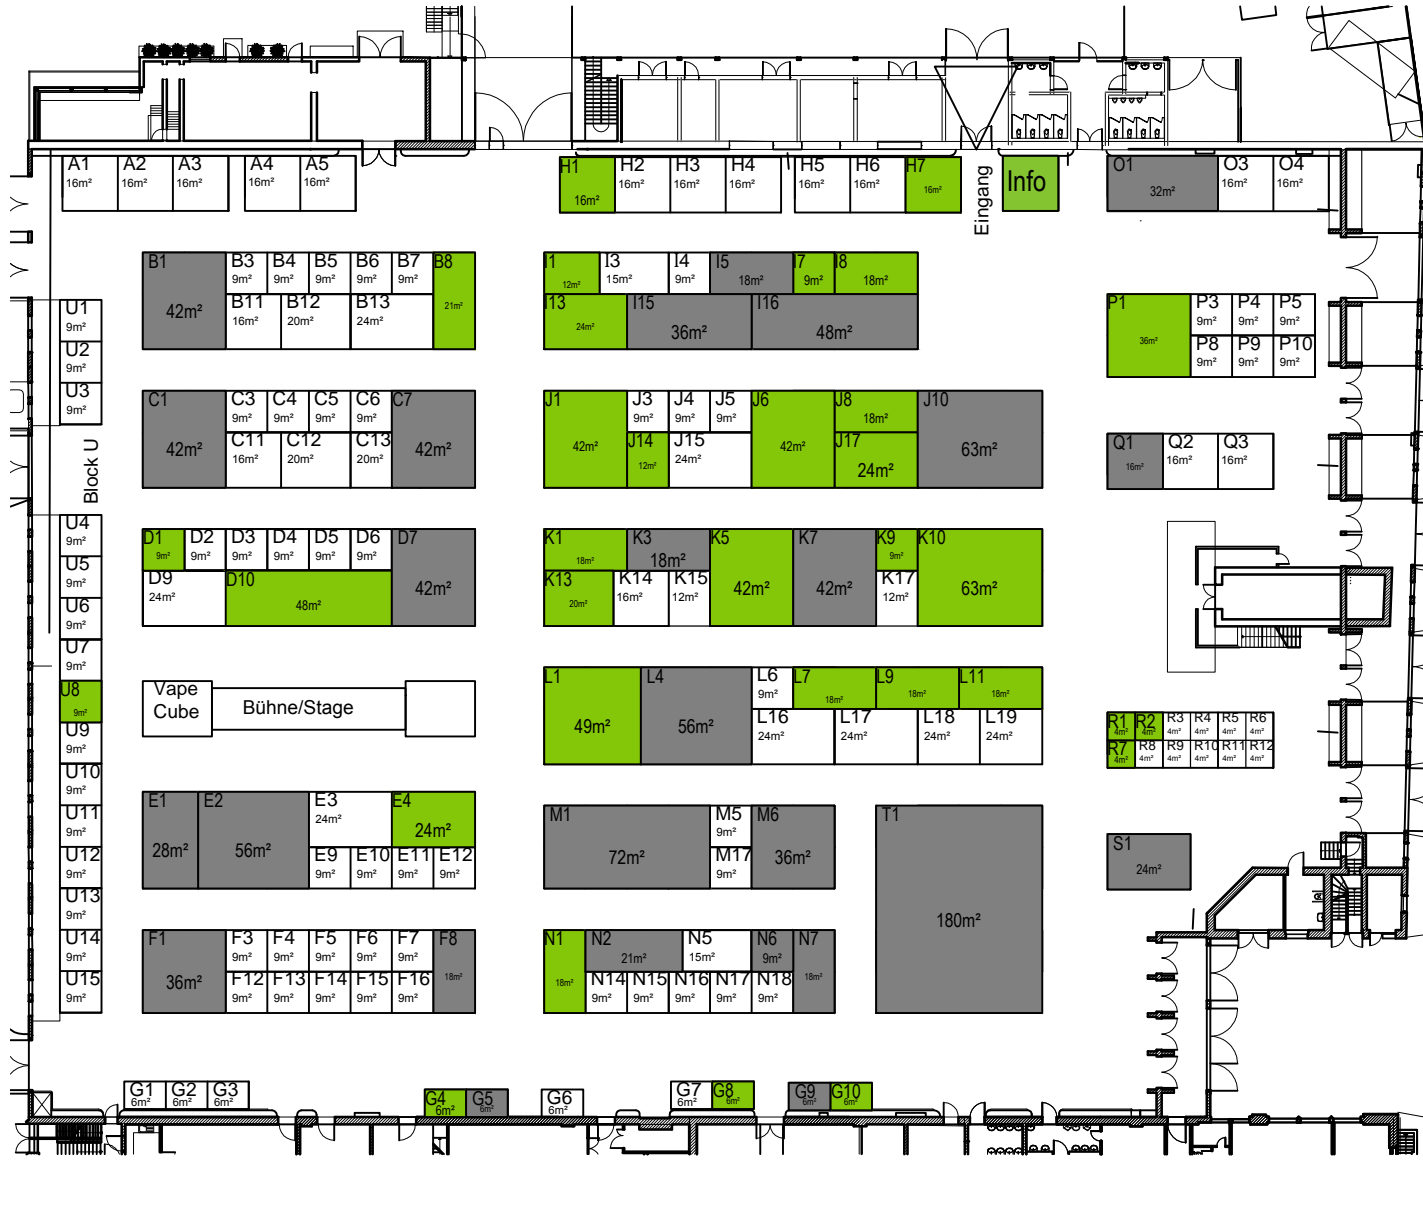 A1 A2 A3 A4 A5
16m² 16m² 16m² 16m² 16m²
H1 H2 H3 H4 H5 H6 H7
16m² 16m² 16m² 16m² 16m² 16m² 16m²
Eingang
Info
O1 O3 O4
32m² 16m² 16m²
B1 B3 B4 B5 B6 B7 B8
42m² 9m² 9m² 9m² 9m² 9m² 21m²
B11 B12 B13
16m² 20m² 24m²
I1 I3 I4 I5 I7 I8
12m² 15m² 9m² 18m² 9m² 18m²
I13 I15 I16
24m² 36m² 48m²
P1 P3 P4 P5
36m² 9m² 9m² 9m²
P8 P9 P10
9m² 9m² 9m²
U1
9m²
U2
9m²
U3
9m²
Block U
C1 C3 C4 C5 C6 C7
42m² 9m² 9m² 9m² 9m² 42m²
C11 C12 C13
16m² 20m² 20m²
J1 J3 J4 J5 J6 J8 J10
42m² 9m² 9m² 9m² 42m² 18m² 63m²
J14 J15 J17
12m² 24m² 24m²
Q1 Q2 Q3
16m² 16m² 16m²
U4
9m²
U5
9m²
U6
9m²
U7
9m²
U8
9m²
U9
9m²
U10
9m²
U11
9m²
U12
9m²
U13
9m²
U14
9m²
U15
9m²
D1 D2 D3 D4 D5 D6 D7
9m² 9m² 9m² 9m² 9m² 9m² 42m²
D9 D10
24m² 48m²
K1 K3 K5 K7 K9 K10
18m² 18m² 42m² 42m² 9m² 63m²
K13 K14 K15 K17
20m² 16m² 12m² 12m²
Vape
Cube
Bühne/Stage
L1 L4 L6 L7 L9 L11
49m² 56m² 9m² 18m² 18m² 18m²
L16 L17 L18 L19
24m² 24m² 24m² 24m²
R1 R2 R3 R4 R5 R6
4m² 4m² 4m² 4m² 4m² 4m²
R7 R8 R9 R10 R11 R12
4m² 4m² 4m² 4m² 4m² 4m²
E1 E2 E3 E4
28m² 56m² 24m² 24m²
E9 E10 E11 E12
9m² 9m² 9m² 9m²
M1 M5 M6
72m² 9m² 36m²
M17
9m²
T1
180m²
S1
24m²
F1 F3 F4 F5 F6 F7 F8
36m² 9m² 9m² 9m² 9m² 9m² 18m²
F12 F13 F14 F15 F16
9m² 9m² 9m² 9m² 9m²
N1 N2 N5 N6 N7
18m² 21m² 15m² 9m² 18m²
N14 N15 N16 N17 N18
9m² 9m² 9m² 9m² 9m²
G1 G2 G3 G4 G5 G6 G7 G8 G9 G10
6m² 6m² 6m² 6m² 6m² 6m² 6m² 6m² 6m² 6m²